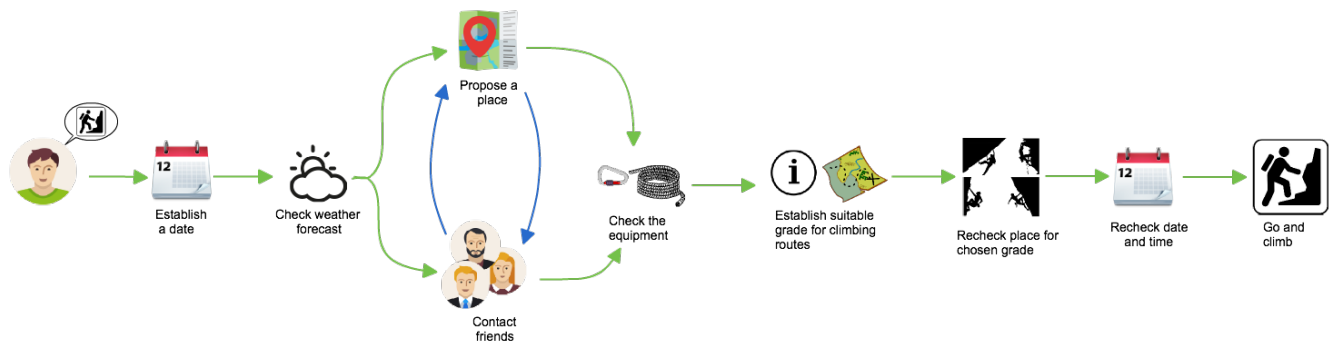 Propose a
place
12
Establish
a date
Check weather
forecast
Contact
friends
Check the
equipment
i
Establish suitable
grade for climbing
routes
Recheck place for
chosen grade
12
Recheck date
and time
Go and
climb